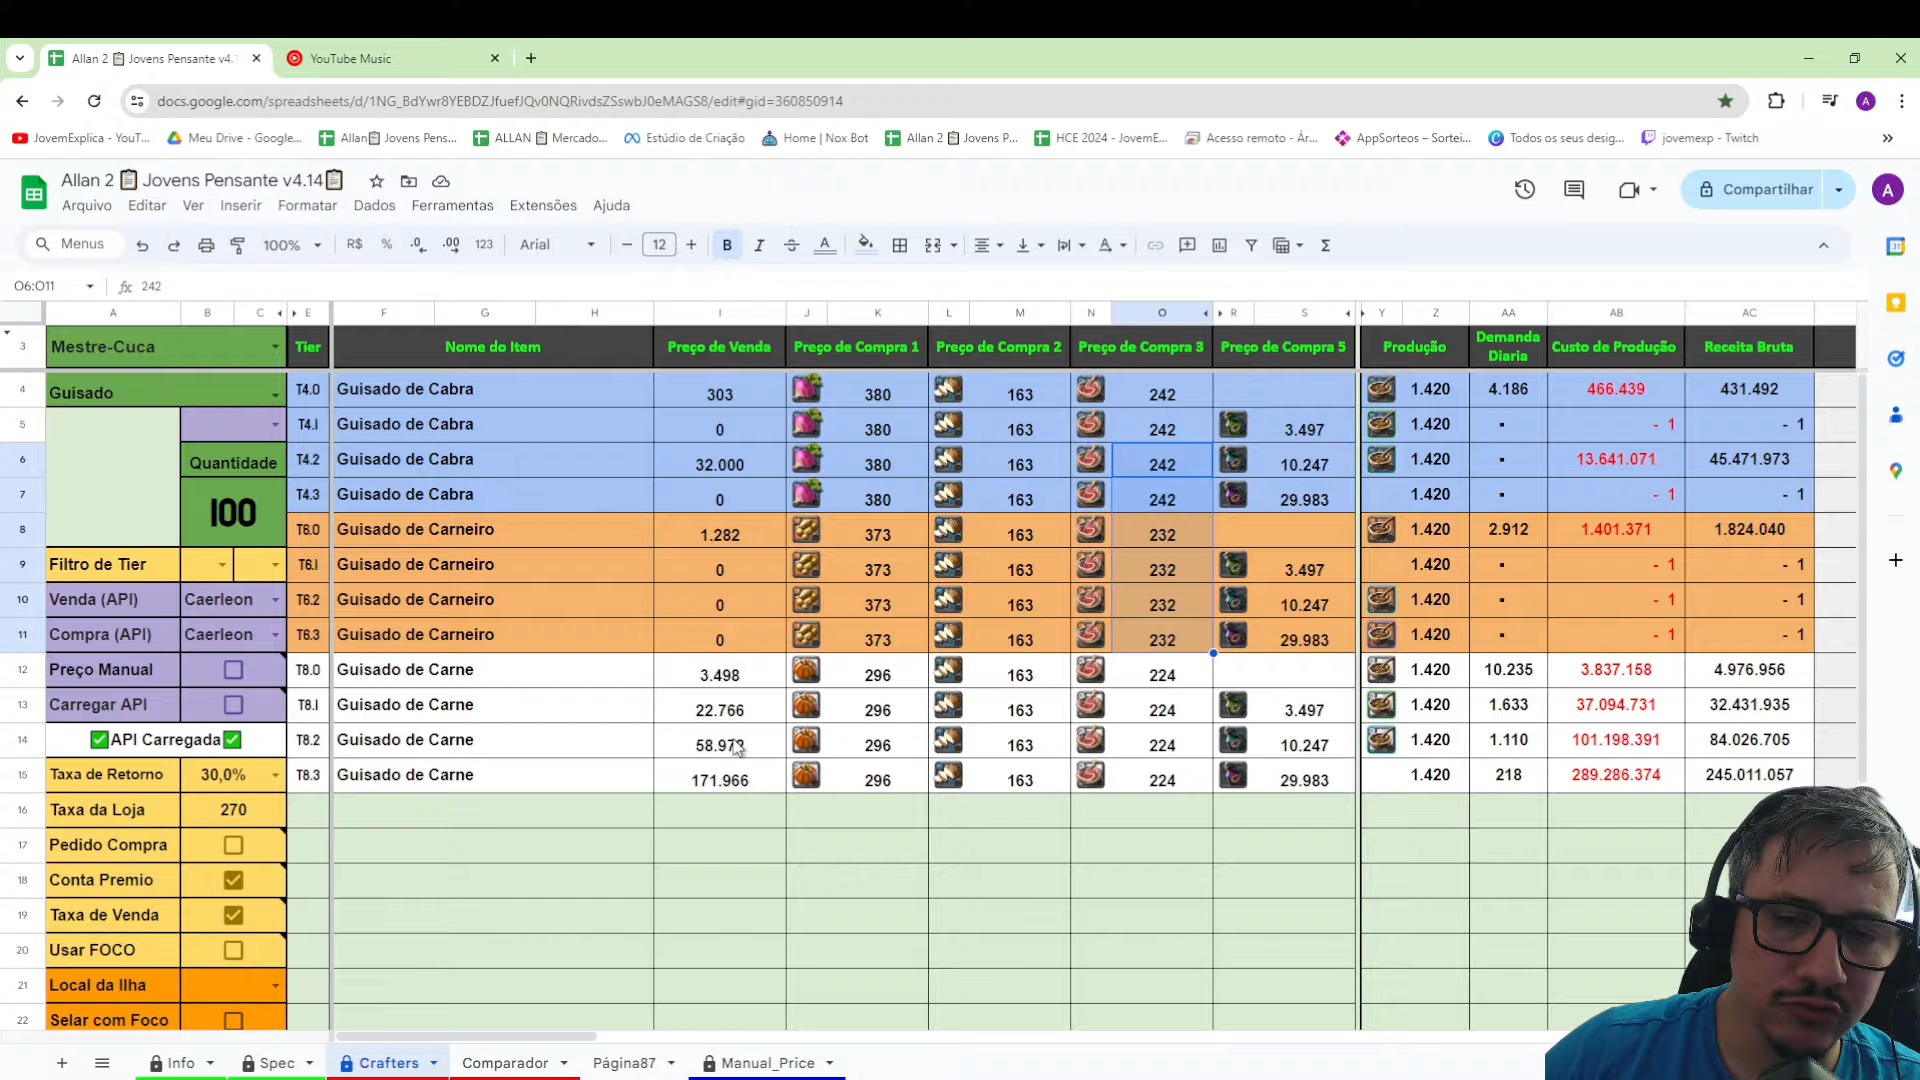 Allan 2 📋 Jovens Pensante v4.1
YouTube Music
docs.google.com/spreadsheets/d/1NG_BdYwr8YEBDZJfuefJQv0NQRivdsZSswbJ0eMAGS8/edit#gid=360850914
A
JovemExplica - YouT...
Meu Drive - Google...
Allan📋 Jovens Pens...
ALLAN 📋 Mercado...
Estúdio de Criação
Home | Nox Bot
Allan 2 📋 Jovens P...
HCE 2024 - JovemE...
Acesso remoto - Ár...
AppSorteos – Sortei...
Todos os seus desig...
jovemexp - Twitch
Allan 2 📋 Jovens Pensante v4.14📋
Compartilhar
A
Arquivo Editar Ver Inserir Formatar Dados Ferramentas Extensões Ajuda
Menus 100% R$ % .0 .00 123 Arial 12 B I A
O6:O11 fx 242
A B C E F G H I J K L M N O R S Y Z AA AB AC
3 Mestre-Cuca Tier Nome do Item Preço de Venda Preço de Compra 1 Preço de Compra 2 Preço de Compra 3 Preço de Compra 5 Produção Demanda Diaria Custo de Produção Receita Bruta
4 Guisado T4.0 Guisado de Cabra 303 380 163 242 1.420 4.186 466.439 431.492
5 T4.1 Guisado de Cabra 0 380 163 242 3.497 1.420 - 1 - 1
6 Quantidade T4.2 Guisado de Cabra 32.000 380 163 242 10.247 1.420 13.641.071 45.471.973
7 100 T4.3 Guisado de Cabra 0 380 163 242 29.983 1.420 - 1 - 1
8 T6.0 Guisado de Carneiro 1.282 373 163 232 1.420 2.912 1.401.371 1.824.040
9 Filtro de Tier T6.1 Guisado de Carneiro 0 373 163 232 3.497 1.420 - 1 - 1
10 Venda (API) Caerleon T6.2 Guisado de Carneiro 0 373 163 232 10.247 1.420 - 1 - 1
11 Compra (API) Caerleon T6.3 Guisado de Carneiro 0 373 163 232 29.983 1.420 - 1 - 1
12 Preço Manual T8.0 Guisado de Carne 3.498 296 163 224 1.420 10.235 3.837.158 4.976.956
13 Carregar API T8.1 Guisado de Carne 22.766 296 163 224 3.497 1.420 1.633 37.094.731 32.431.935
14 ✅API Carregada✅ T8.2 Guisado de Carne 296 163 224 10.247 1.420 1.110 101.198.391 84.026.705
15 Taxa de Retorno 30,0% T8.3 Guisado de Carne 171.966 296 163 224 29.983 1.420 218 289.286.374 245.011.057
16 Taxa da Loja 270
17 Pedido Compra
18 Conta Premio
19 Taxa de Venda
20 Usar FOCO
21 Local da Ilha
22 Selar com Foco
Info Spec Crafters Comparador Página87 Manual_Price